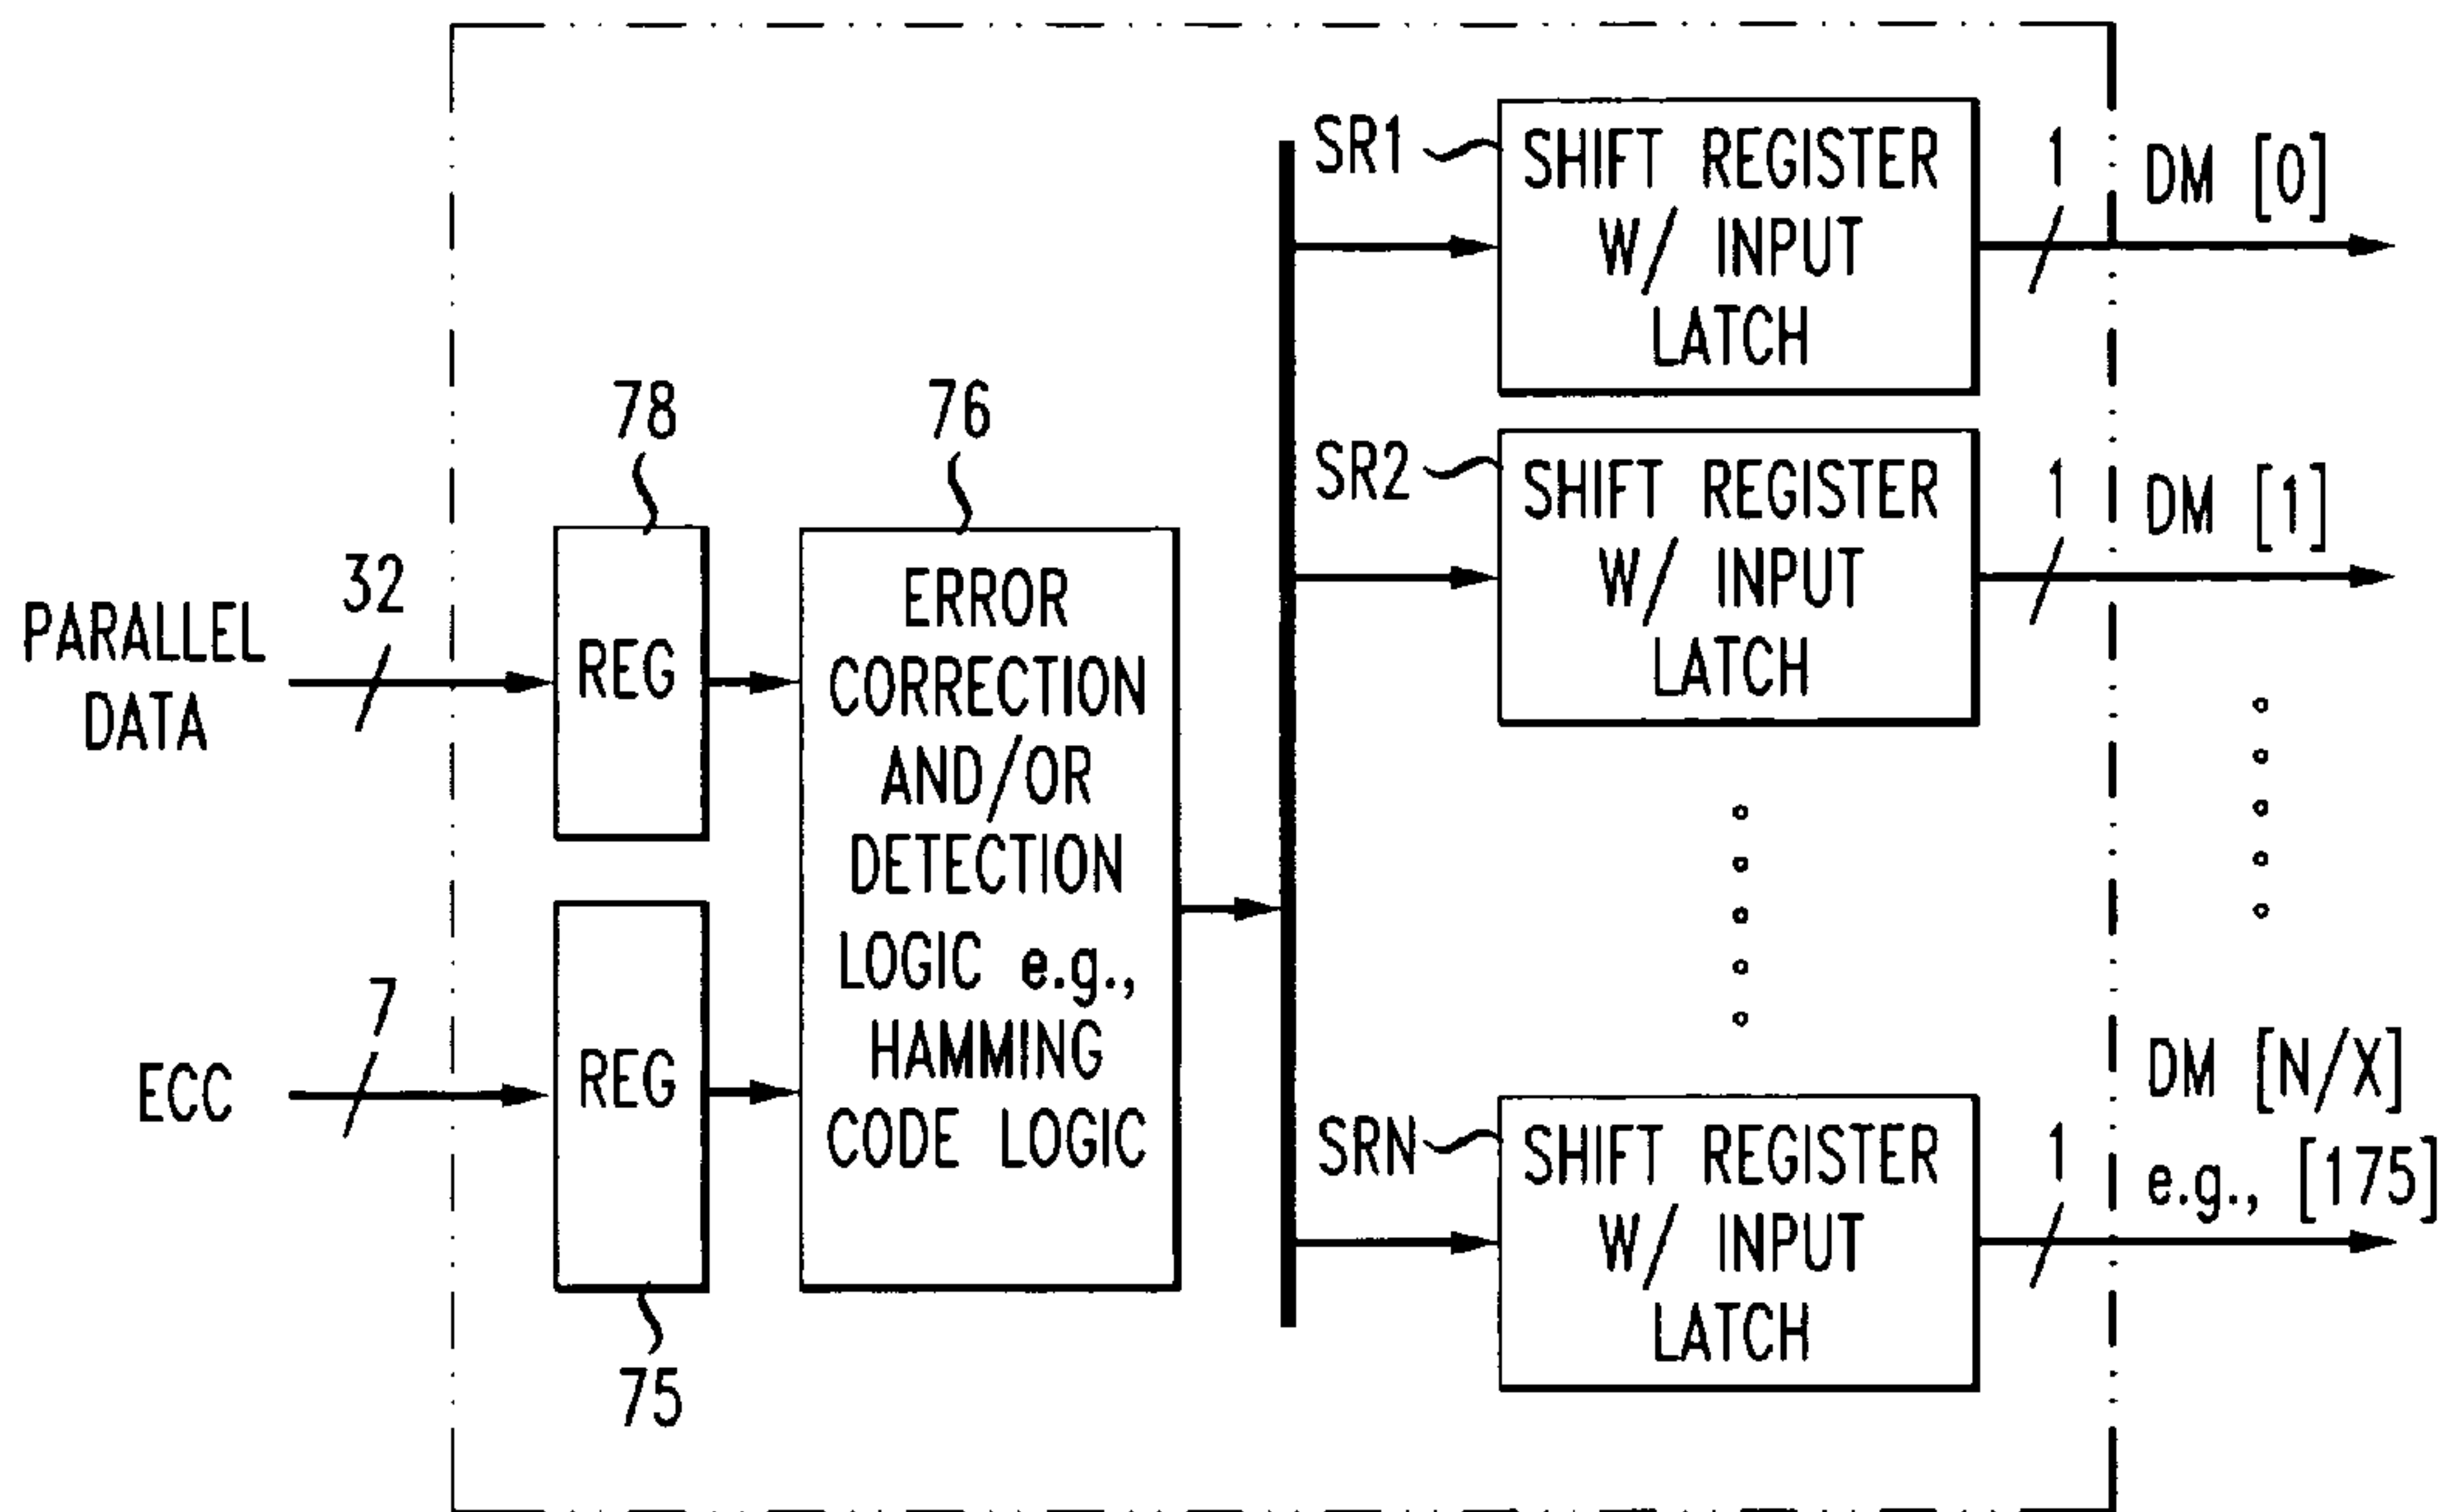 PARALLEL
DATA
32
ECC
7
78
REG
REG
75
76
ERROR
CORRECTION
AND/OR
DETECTION
LOGIC e.g.,
HAMMING
CODE LOGIC
SR1
SHIFT REGISTER
W/ INPUT
LATCH
1
DM [0]
SR2
SHIFT REGISTER
W/ INPUT
LATCH
1
DM [1]
SRN
SHIFT REGISTER
W/ INPUT
LATCH
1
DM [N/X]
e.g., [175]